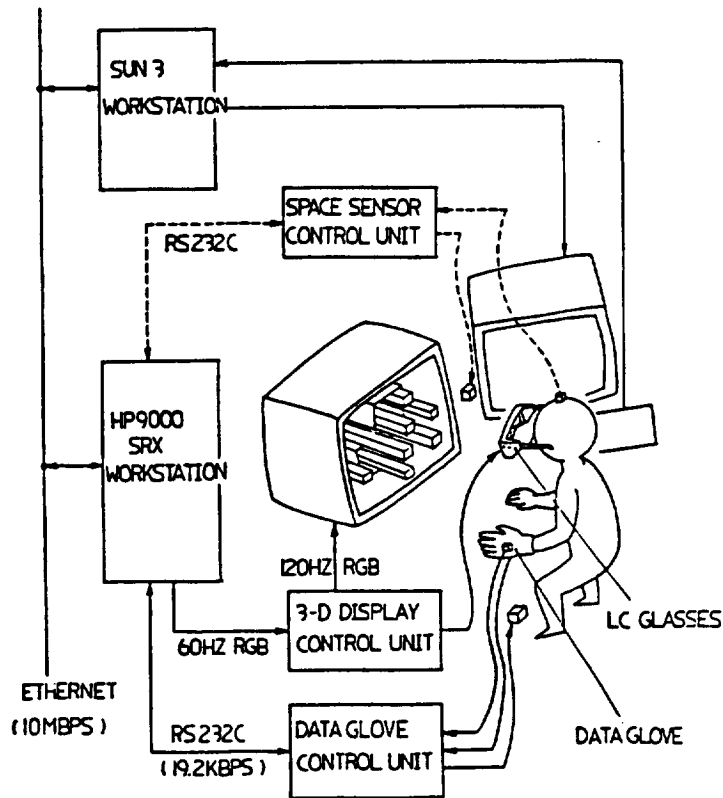 SUN 3
WORKSTATION
SPACE SENSOR
CONTROL UNIT
RS232C
HP9000
SRX
WORKSTATION
120HZ RGB
3-D DISPLAY
CONTROL UNIT
60HZ RGB
LC GLASSES
ETHERNET
(10MBPS)
RS232C
(19.2KBPS)
DATA GLOVE
CONTROL UNIT
DATA GLOVE